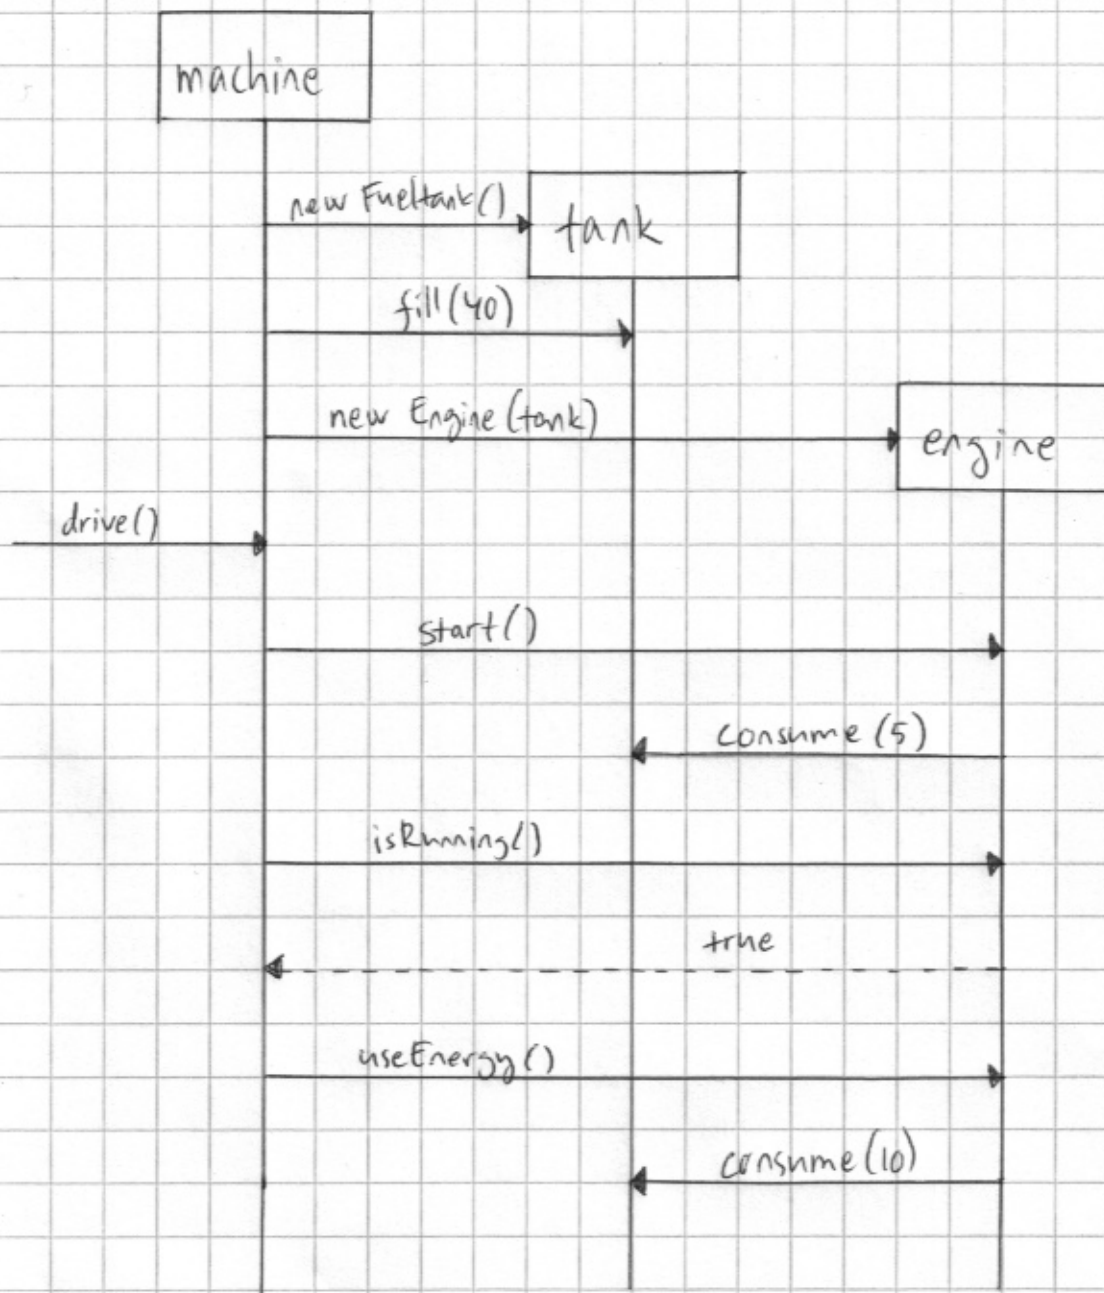 machine
new Fueltank()
tank
fill(40)
new Engine(tank)
engine
drive()
start()
consume(5)
isRunning()
true
useEnergy()
consume(10)